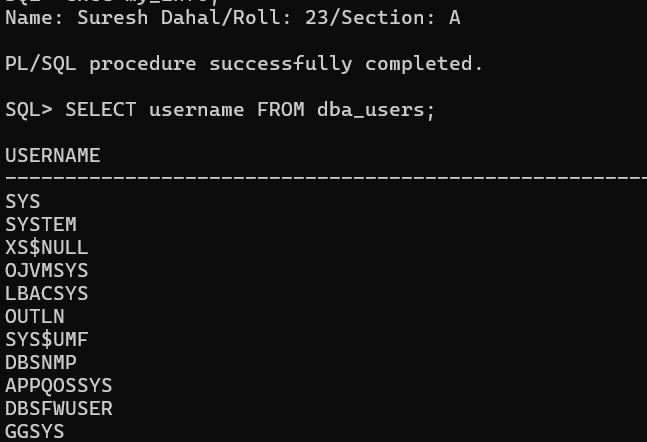 Name: Suresh Dahal/Roll: 23/Section: A
PL/SQL procedure successfully completed.
SQL> SELECT username FROM dba_users;
USERNAME
--------------------------------------------------------------------------------
SYS
SYSTEM
XS$NULL
OJVMSYS
LBACSYS
OUTLN
SYS$UMF
DBSNMP
APPQOSSYS
DBSFWUSER
GGSYS